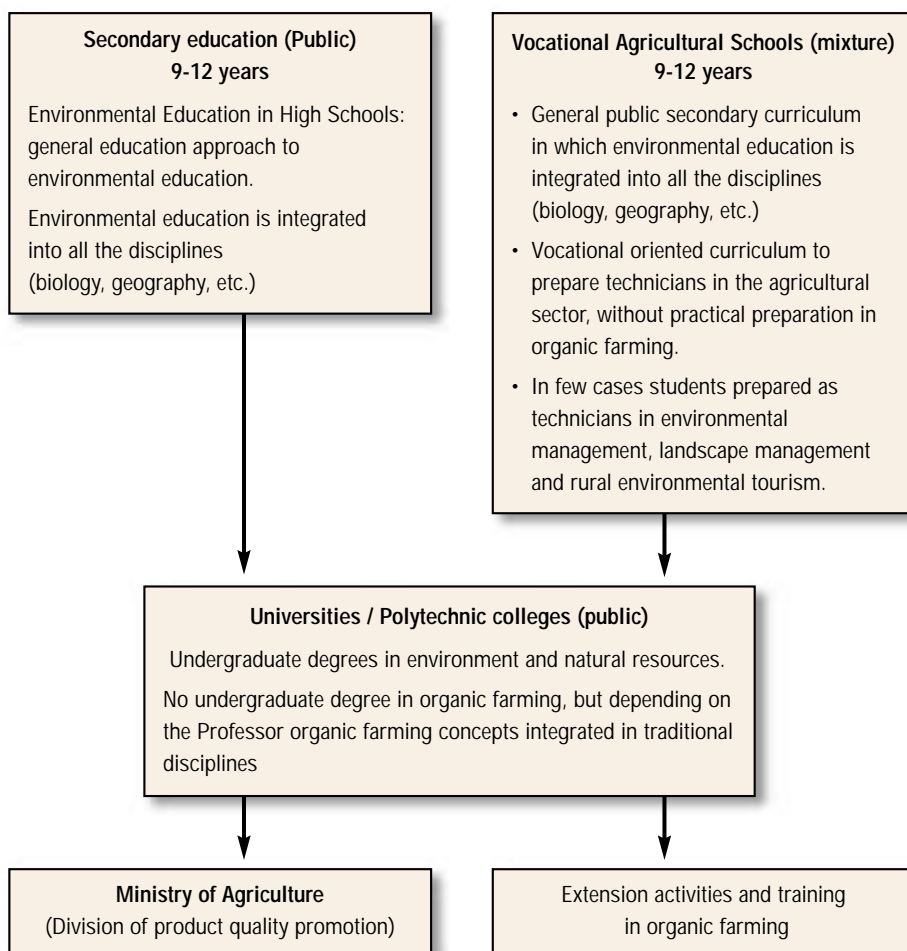 Secondary education (Public)
9-12 years
Environmental Education in High Schools:
general education approach to
environmental education.
Environmental education is integrated
into all the disciplines
(biology, geography, etc.)
Vocational Agricultural Schools (mixture)
9-12 years
• General public secondary curriculum
in which environmental education is
integrated into all the disciplines
(biology, geography, etc.)
• Vocational oriented curriculum to
prepare technicians in the agricultural
sector, without practical preparation in
organic farming.
• In few cases students prepared as
technicians in environmental
management, landscape management
and rural environmental tourism.
Universities / Polytechnic colleges (public)
Undergraduate degrees in environment and natural resources.
No undergraduate degree in organic farming, but depending on
the Professor organic farming concepts integrated in traditional
disciplines
Ministry of Agriculture
(Division of product quality promotion)
Extension activities and training
in organic farming